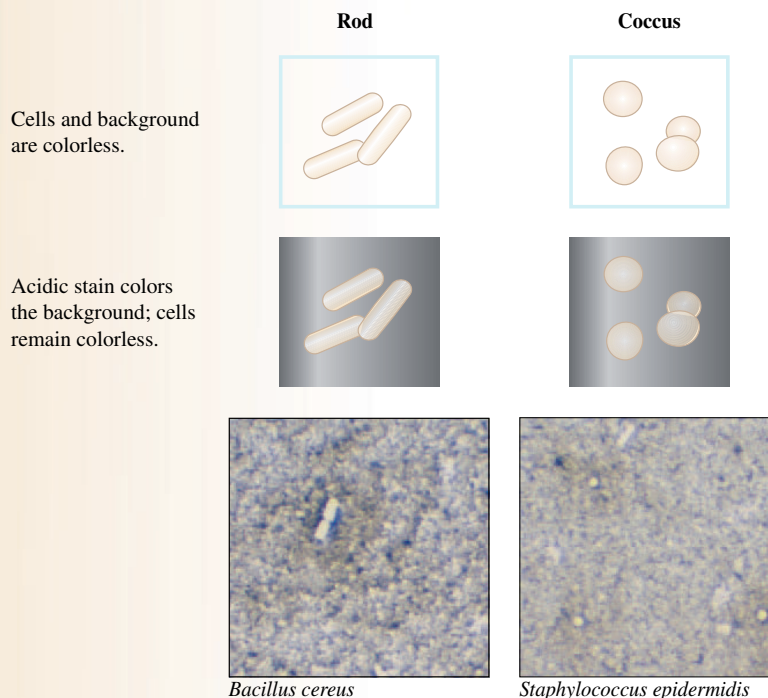 Rod
Coccus
Cells and background
are colorless.
Acidic stain colors
the background; cells
remain colorless.
Bacillus cereus
Staphylococcus epidermidis